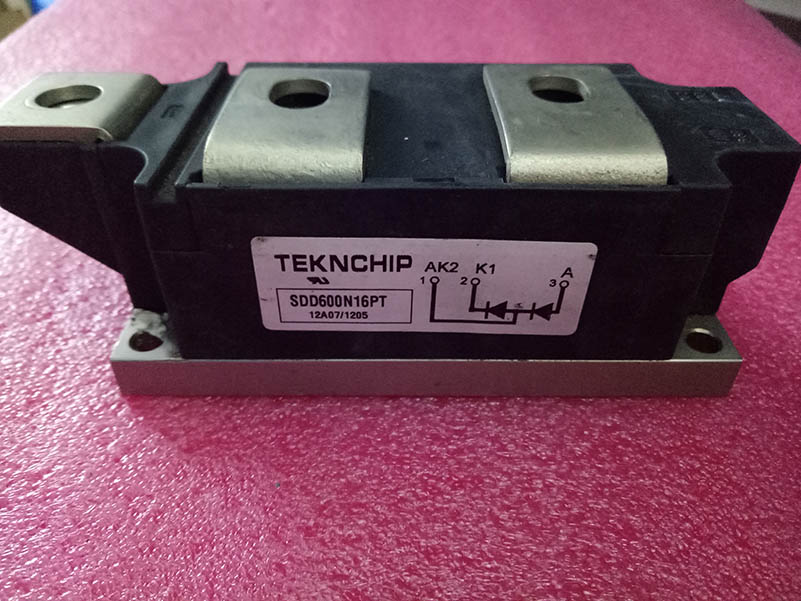 TEKNCHIP
SDD600N16PT
12A07/1205
AK2 K1 A
1 2 3